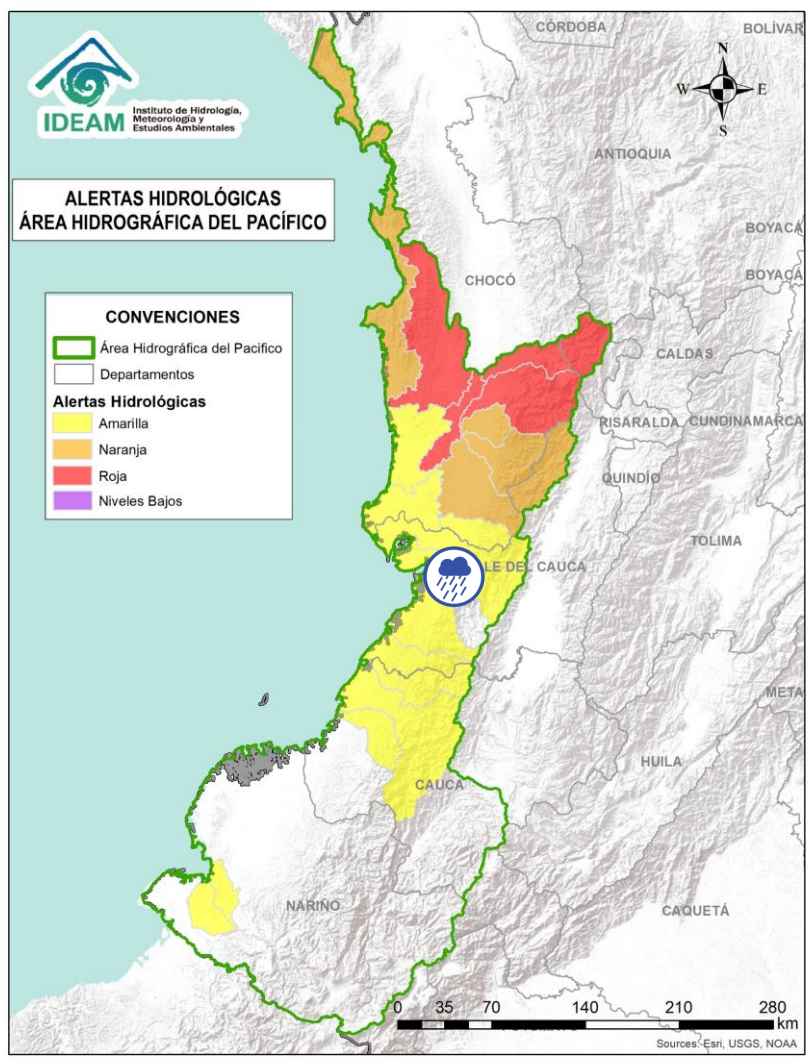 IDEAM
Instituto de Hidrología,
Meteorología y
Estudios Ambientales
ALERTAS HIDROLÓGICAS
ÁREA HIDROGRÁFICA DEL PACÍFICO
CONVENCIONES
Área Hidrográfica del Pacifico
Departamentos
Alertas Hidrológicas
Amarilla
Naranja
Roja
Niveles Bajos
N
W
E
S
CÓRDOBA
BOLÍVAR
ANTIOQUIA
BOYACÁ
BOYACÁ
CHOCÓ
CALDAS
RISARALDA
CUNDINAMARCA
QUINDÍO
TOLIMA
LE DEL CAUCA
META
HUILA
CAUCA
NARIÑO
CAQUETÁ
0 35 70 140 210 280
km
Sources: Esri, USGS, NOAA